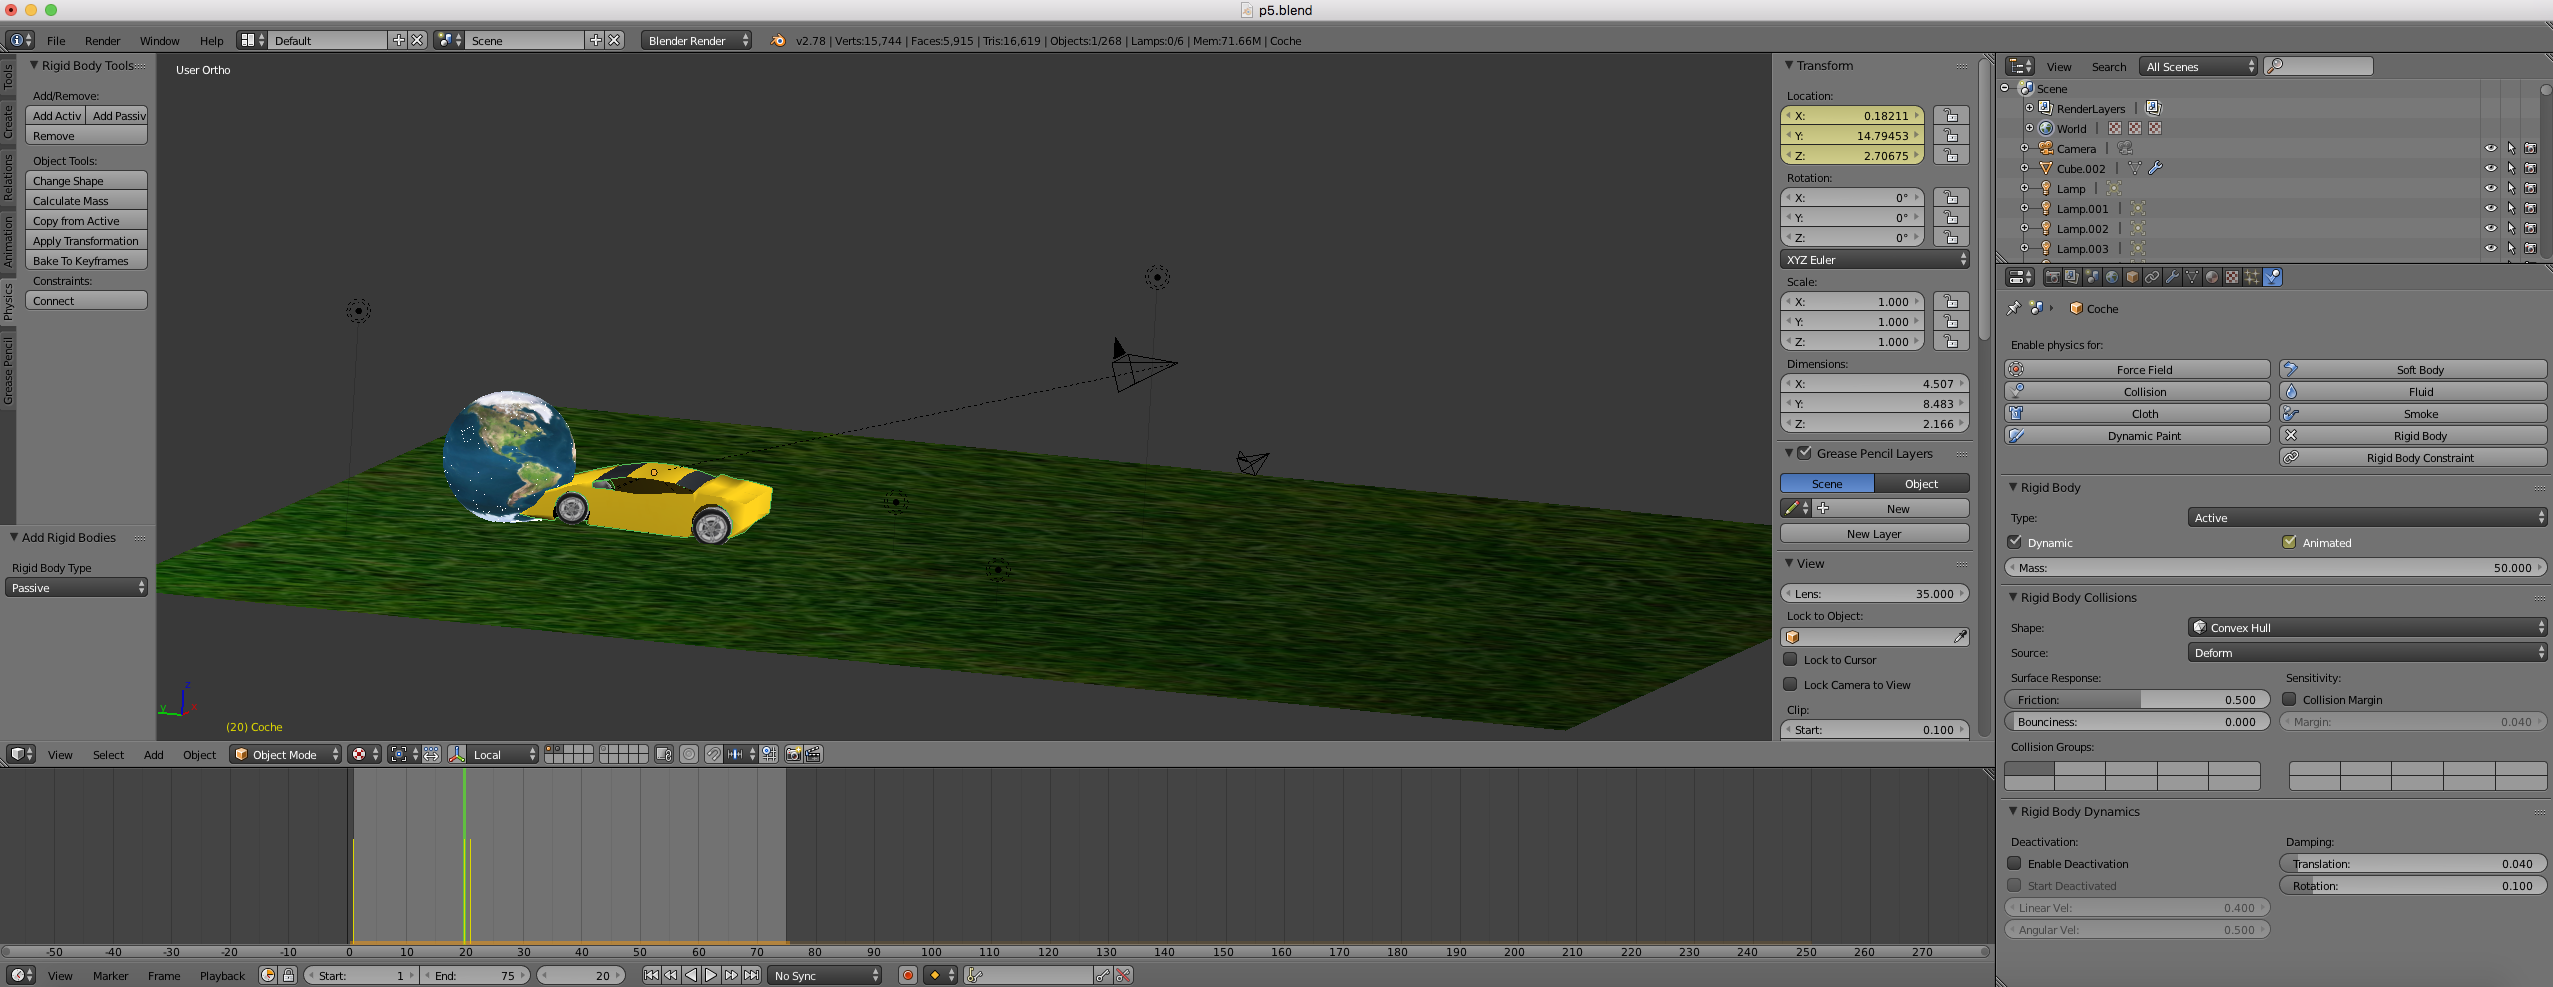 p5.blend
File Render Window Help Default Scene Blender Render v2.78 | Verts:15,744 | Faces:5,915 | Tris:16,619 | Objects:1/268 | Lamps:0/6 | Mem:71.66M | Coche
Tools
Create
Relations
Animation
Physics
Grease Pencil
Rigid Body Tools
Add/Remove:
Add Activ Add Passiv
Remove
Object Tools:
Change Shape
Calculate Mass
Copy from Active
Apply Transformation
Bake To Keyframes
Constraints:
Connect
Add Rigid Bodies
Rigid Body Type
Passive
User Ortho
z
y
(20) Coche
Transform
Location:
X: 0.18211
Y: 14.79453
Z: 2.70675
Rotation:
X: 0°
Y: 0°
Z: 0°
XYZ Euler
Scale:
X: 1.000
Y: 1.000
Z: 1.000
Dimensions:
X: 4.507
Y: 8.483
Z: 2.166
Grease Pencil Layers
Scene Object
New
New Layer
View
Lens: 35.000
Lock to Object:
Lock to Cursor
Lock Camera to View
Clip:
Start: 0.100
View Search All Scenes
Scene
RenderLayers |
World |
Camera |
Cube.002 |
Lamp |
Lamp.001 |
Lamp.002 |
Lamp.003 |
Coche
Enable physics for:
Force Field Soft Body
Collision Fluid
Cloth Smoke
Dynamic Paint Rigid Body
Rigid Body Constraint
Rigid Body
Type: Active
Dynamic Animated
Mass: 50.000
Rigid Body Collisions
Shape: Convex Hull
Source: Deform
Surface Response: Sensitivity:
Friction: 0.500 Collision Margin
Bounciness: 0.000 Margin: 0.040
Collision Groups:
Rigid Body Dynamics
Deactivation: Damping:
Enable Deactivation Translation: 0.040
Start Deactivated Rotation: 0.100
Linear Vel: 0.400
Angular Vel: 0.500
View Select Add Object Object Mode Local
-50 -40 -30 -20 -10 0 10 20 30 40 50 60 70 80 90 100 110 120 130 140 150 160 170 180 190 200 210 220 230 240 250 260 270
View Marker Frame Playback Start: 1 End: 75 20 No Sync